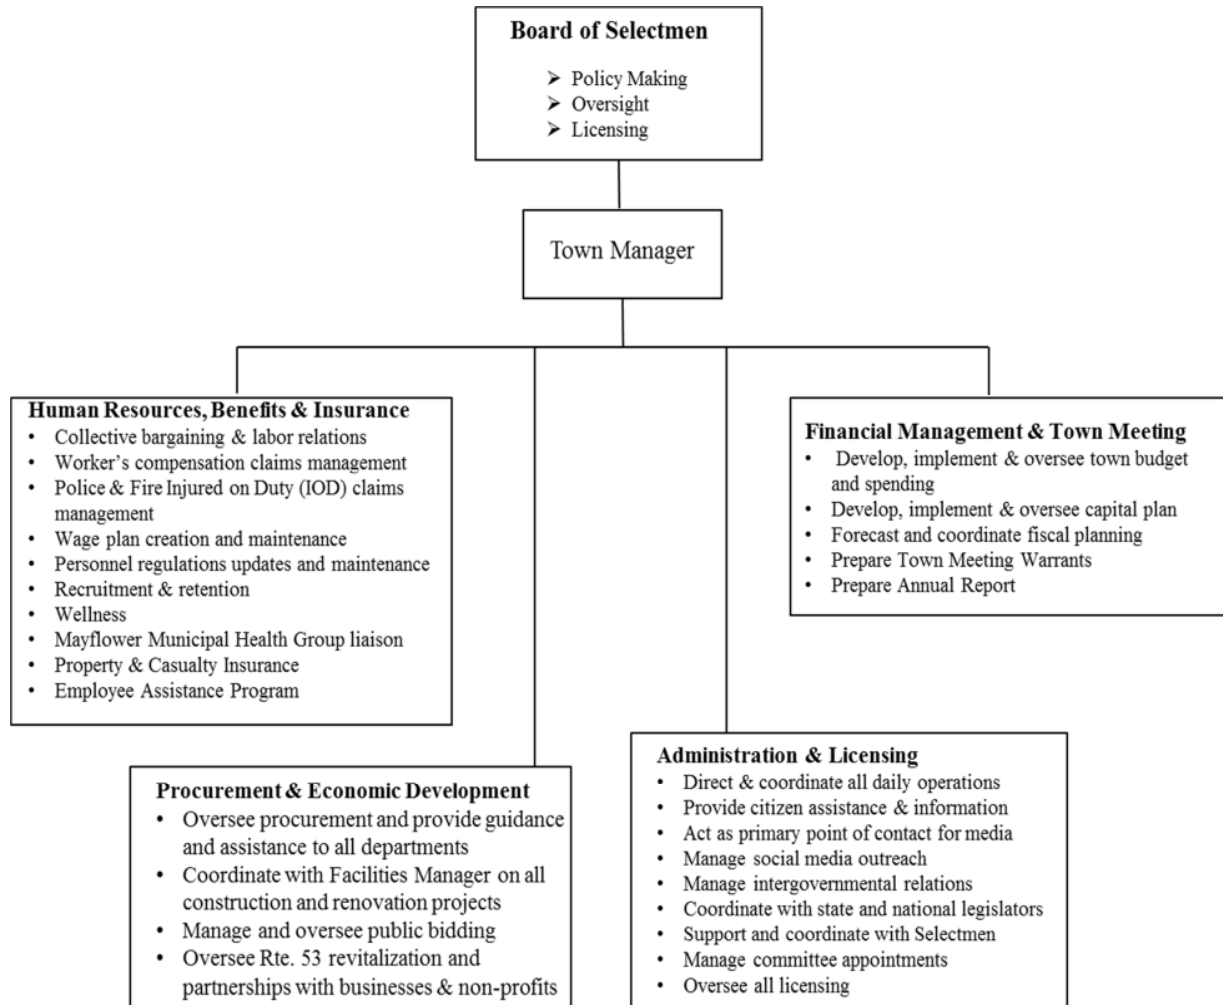 Board of Selectmen
➢ Policy Making
➢ Oversight
➢ Licensing
Town Manager
Human Resources, Benefits & Insurance
• Collective bargaining & labor relations
• Worker's compensation claims management
• Police & Fire Injured on Duty (IOD) claims
management
• Wage plan creation and maintenance
• Personnel regulations updates and maintenance
• Recruitment & retention
• Wellness
• Mayflower Municipal Health Group liaison
• Property & Casualty Insurance
• Employee Assistance Program
Financial Management & Town Meeting
• Develop, implement & oversee town budget
and spending
• Develop, implement & oversee capital plan
• Forecast and coordinate fiscal planning
• Prepare Town Meeting Warrants
• Prepare Annual Report
Procurement & Economic Development
• Oversee procurement and provide guidance
and assistance to all departments
• Coordinate with Facilities Manager on all
construction and renovation projects
• Manage and oversee public bidding
• Oversee Rte. 53 revitalization and
partnerships with businesses & non-profits
Administration & Licensing
• Direct & coordinate all daily operations
• Provide citizen assistance & information
• Act as primary point of contact for media
• Manage social media outreach
• Manage intergovernmental relations
• Coordinate with state and national legislators
• Support and coordinate with Selectmen
• Manage committee appointments
• Oversee all licensing